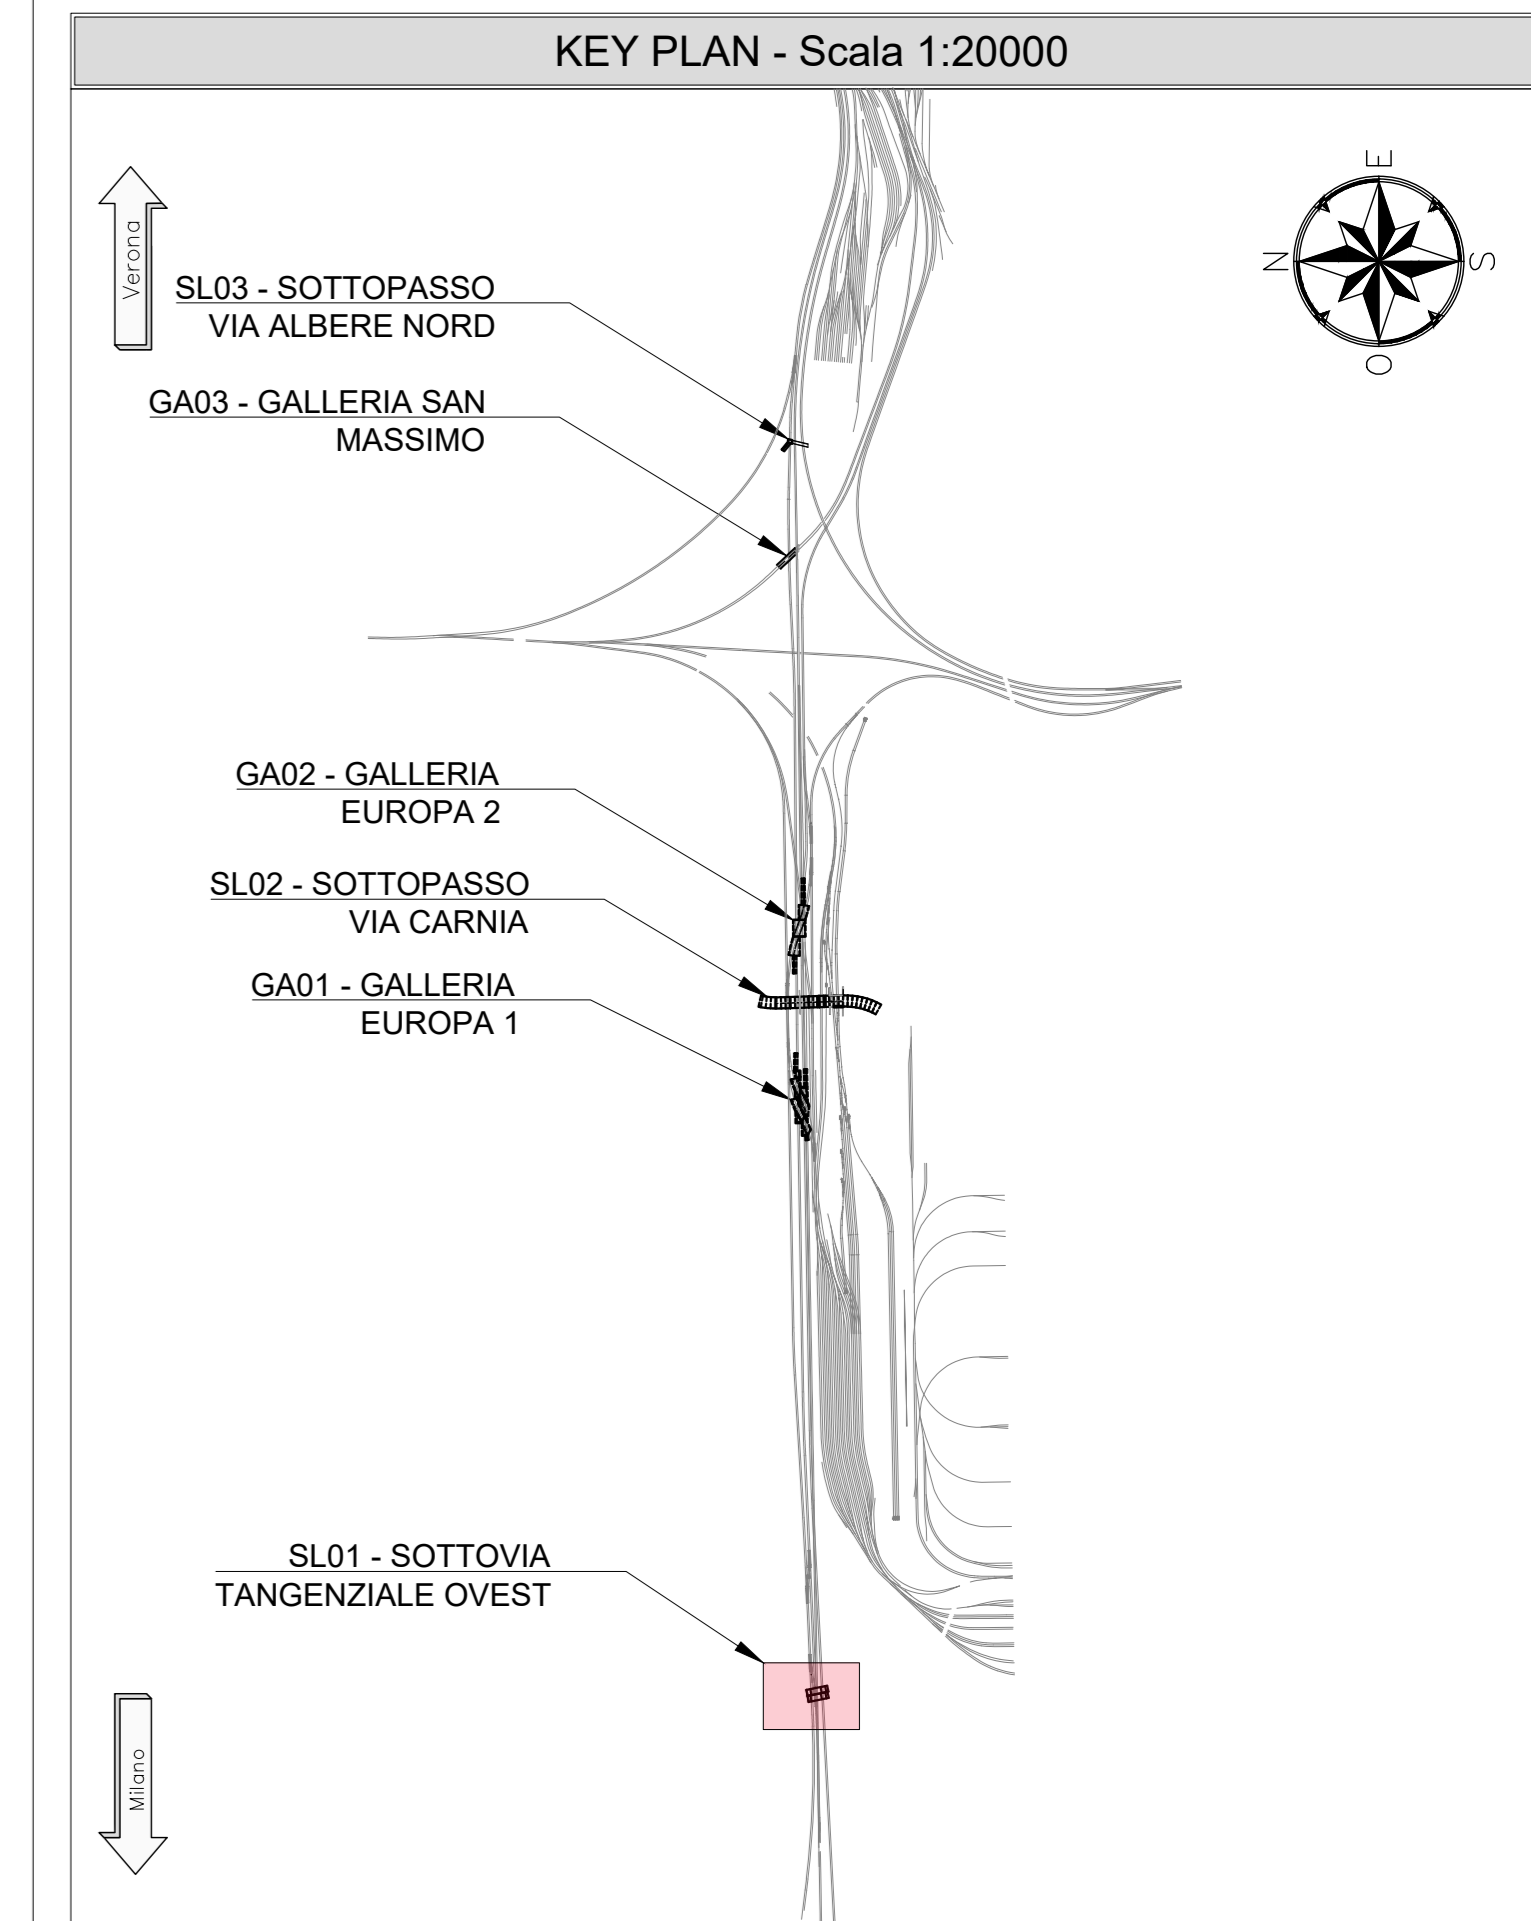 KEY PLAN - Scala 1:20000
E
N
S
O
Verona
SL03 - SOTTOPASSO
VIA ALBERE NORD
GA03 - GALLERIA SAN
MASSIMO
GA02 - GALLERIA
EUROPA 2
SL02 - SOTTOPASSO
VIA CARNIA
GA01 - GALLERIA
EUROPA 1
SL01 - SOTTOVIA
TANGENZIALE OVEST
Milano